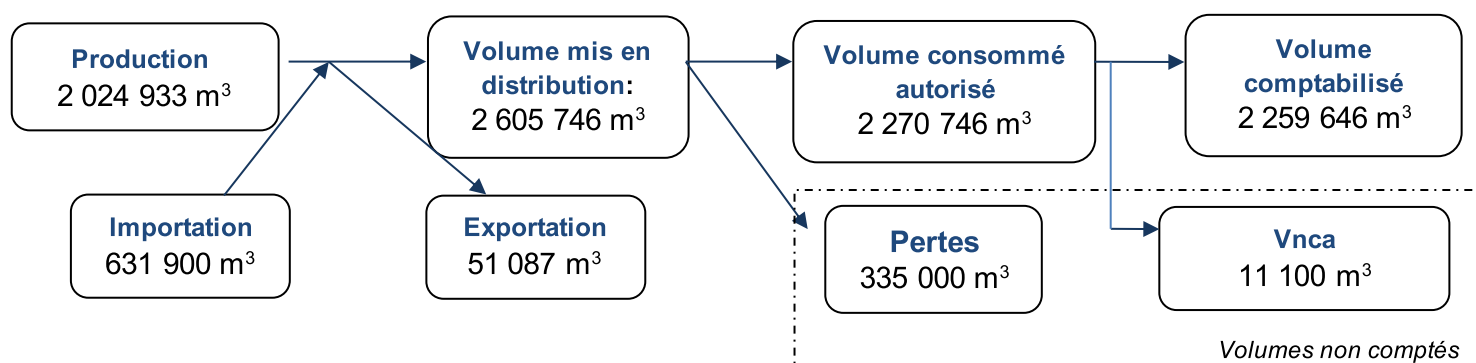 Production
2 024 933 m³
Volume mis en
distribution:
2 605 746 m³
Volume consommé
autorisé
2 270 746 m³
Volume
comptabilisé
2 259 646 m³
Importation
631 900 m³
Exportation
51 087 m³
Pertes
335 000 m³
Vnca
11 100 m³
Volumes non comptés